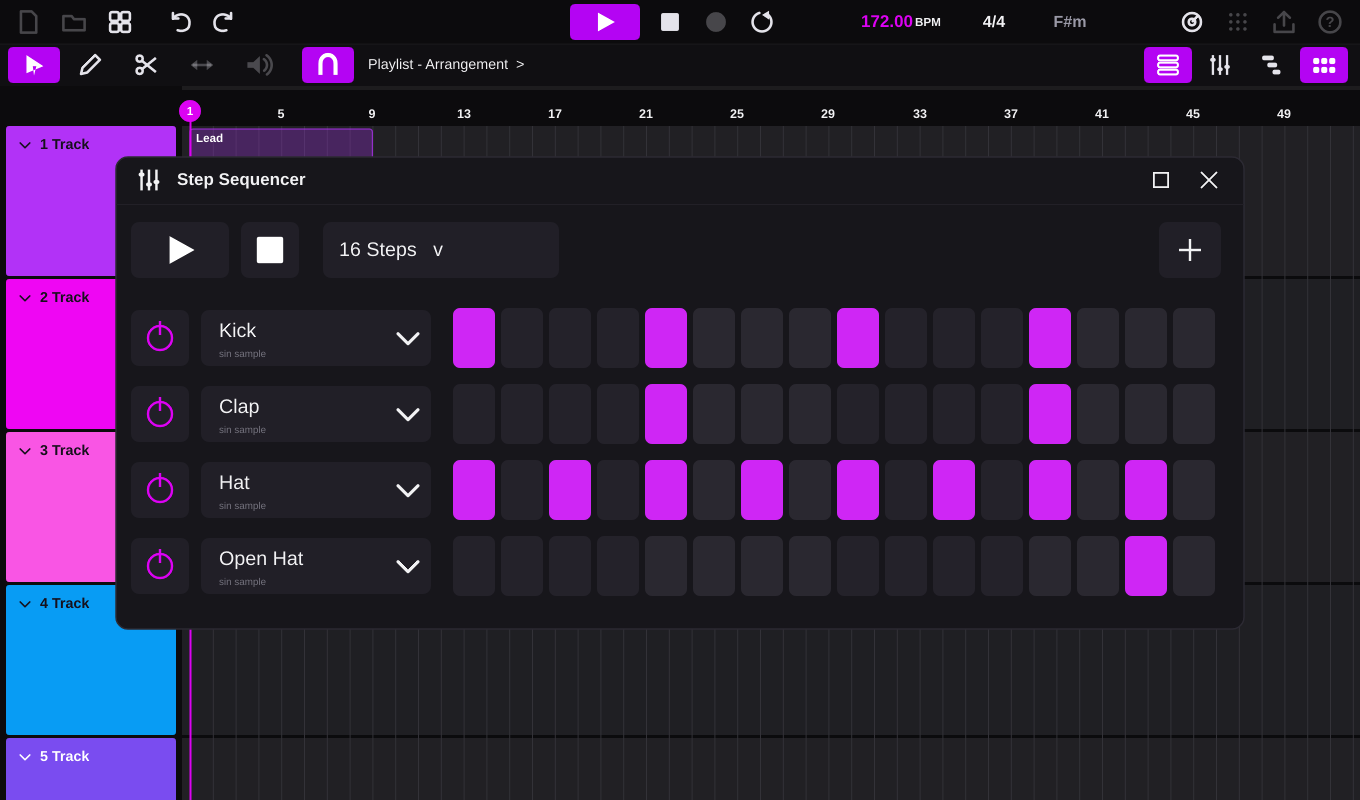 172.00 BPM 4/4 F#m ?
Playlist - Arrangement >
1 5 9 13 17 21 25 29 33 37 41 45 49
1 Track
Lead
Step Sequencer
16 Steps v
2 Track
Kick
sin sample
Clap
sin sample
3 Track
Hat
sin sample
Open Hat
sin sample
4 Track
5 Track